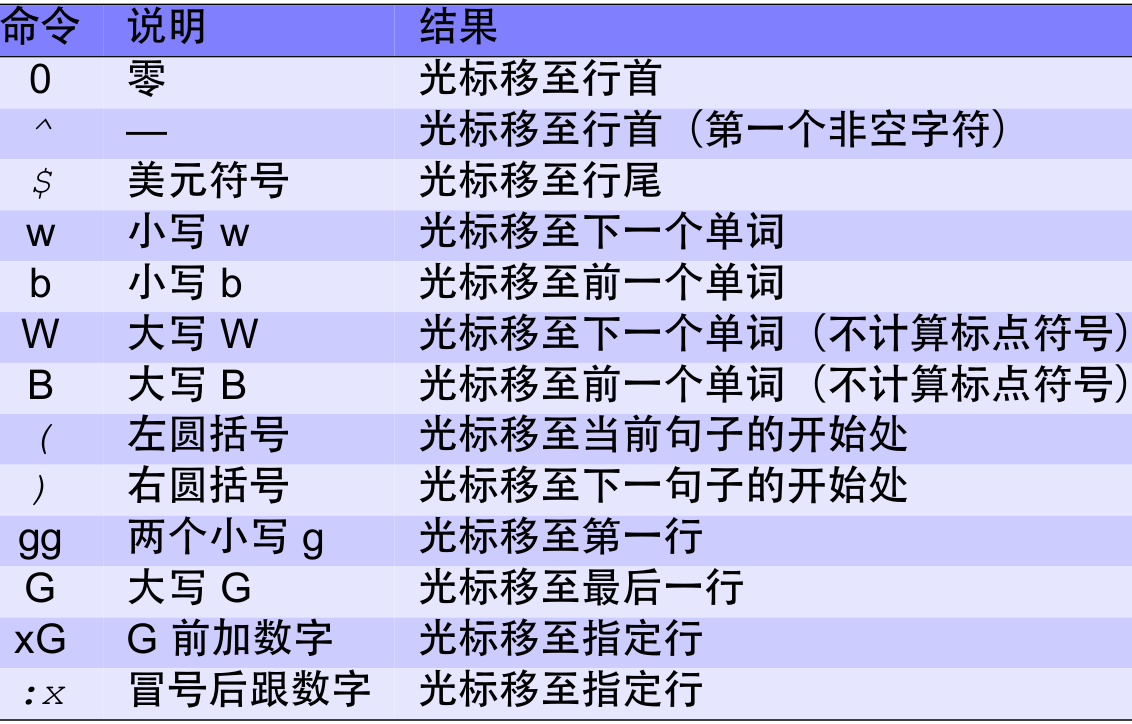 命令 说明 结果
0 零 光标移至行首
^ — 光标移至行首（第一个非空字符）
$ 美元符号 光标移至行尾
w 小写 w 光标移至下一个单词
b 小写 b 光标移至前一个单词
W 大写 W 光标移至下一个单词（不计算标点符号）
B 大写 B 光标移至前一个单词（不计算标点符号）
( 左圆括号 光标移至当前句子的开始处
) 右圆括号 光标移至下一句子的开始处
gg 两个小写 g 光标移至第一行
G 大写 G 光标移至最后一行
xG G 前加数字 光标移至指定行
:x 冒号后跟数字 光标移至指定行